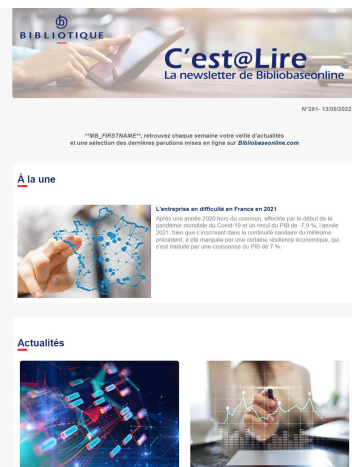 BIBLIOTIQUE
C'est@Lire
La newsletter de Bibliobaseonline
N°261- 13/05/2022
**MB_FIRSTNAME**, retrouvez chaque semaine votre veille d'actualités
et une sélection des dernières parutions mises en ligne sur Bibliobaseonline.com
À la une
L'entreprise en difficulté en France en 2021
Après une année 2020 hors du commun, affectée par le début de la
pandémie mondiale du Covid-19 et un recul du PIB de -7,9 %, l'année
2021, bien que s'inscrivant dans la continuité sanitaire du millésime
précédent, a été marquée par une certaine résilience économique, qui
s'est traduite par une croissance du PIB de 7 %.
Actualités